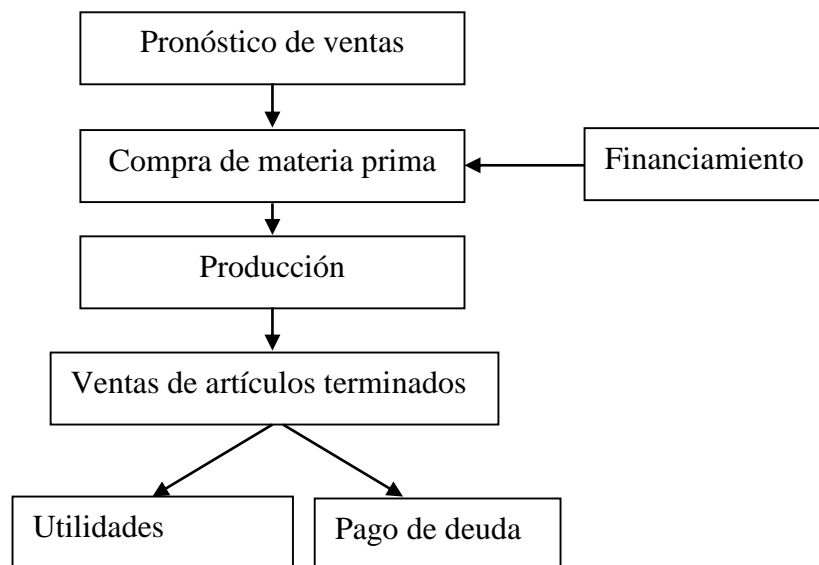 Pronóstico de ventas
Compra de materia prima
Financiamiento
Producción
Ventas de artículos terminados
Utilidades
Pago de deuda